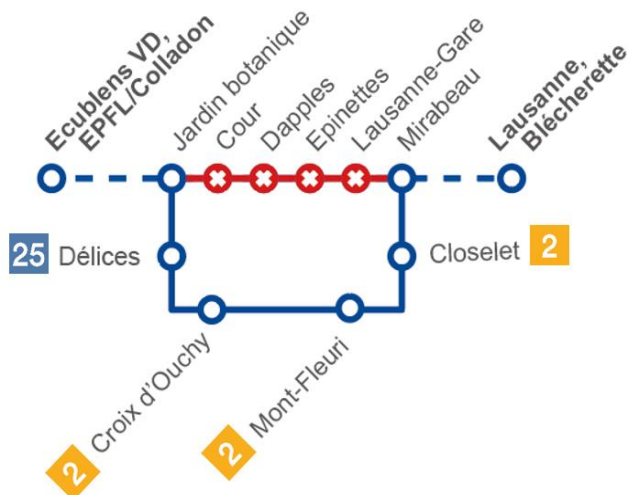 Ecublens VD,
EPFL/Colladon
Jardin botanique
Cour
Dapples
Epinettes
Lausanne-Gare
Mirabeau
Lausanne,
Blécherette
25 Délices
Closelet 2
2 Croix d'Ouchy
2 Mont-Fleuri